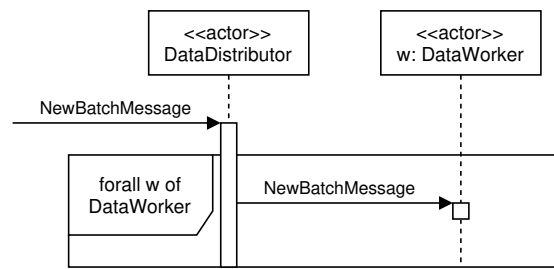 <<actor>>
DataDistributor
<<actor>>
w: DataWorker
NewBatchMessage
forall w of
DataWorker
NewBatchMessage